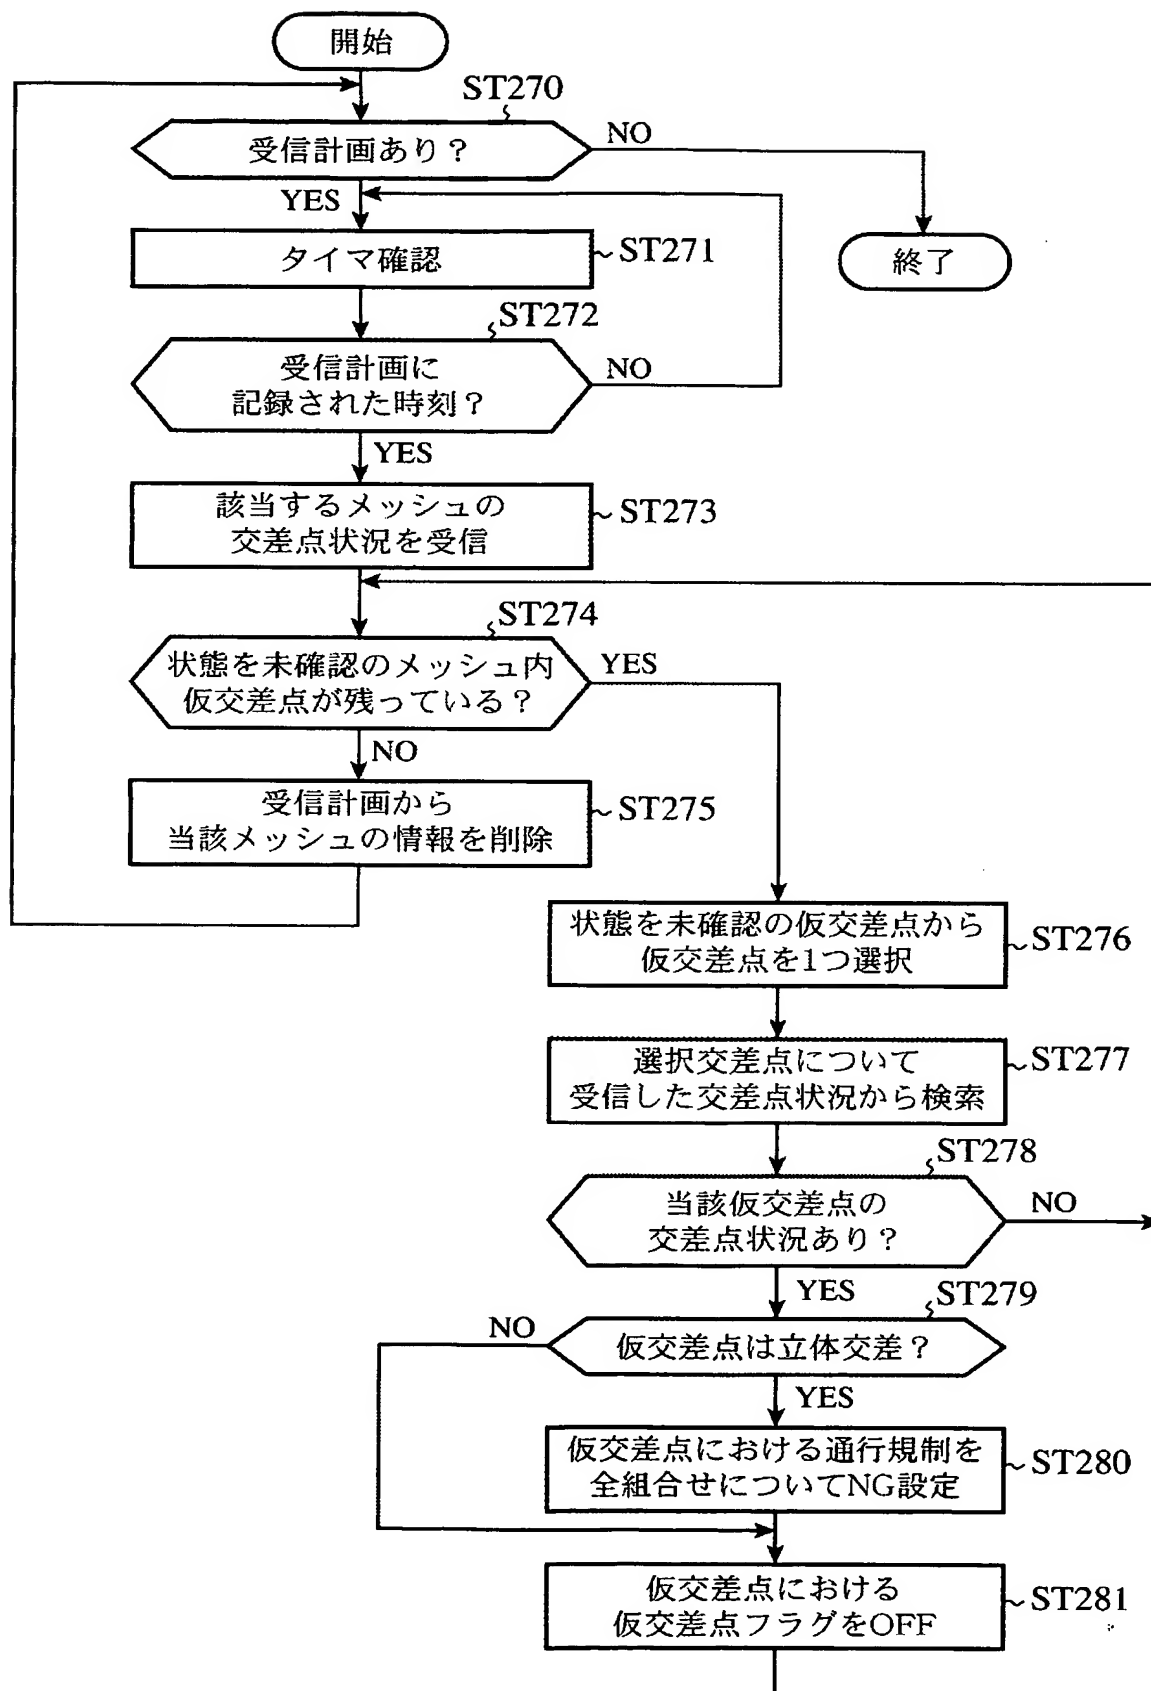 開始
ST270
受信計画あり？
NO
YES
タイマ確認
ST271
終了
ST272
受信計画に
記録された時刻？
NO
YES
該当するメッシュの
交差点状況を受信
ST273
ST274
状態を未確認のメッシュ内
仮交差点が残っている？
YES
NO
受信計画から
当該メッシュの情報を削除
ST275
状態を未確認の仮交差点から
仮交差点を1つ選択
ST276
選択交差点について
受信した交差点状況から検索
ST277
ST278
当該仮交差点の
交差点状況あり？
NO
YES
ST279
仮交差点は立体交差？
NO
YES
仮交差点における通行規制を
全組合せについてNG設定
ST280
仮交差点における
仮交差点フラグをOFF
ST281